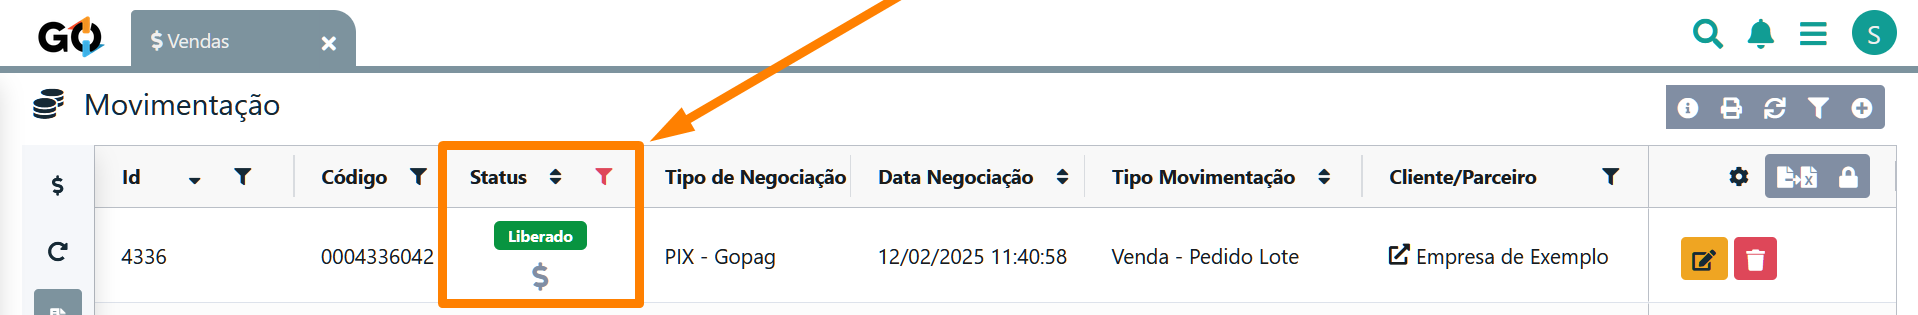 GO
$ Vendas ×
S
Movimentação
Id Código Status Tipo de Negociação Data Negociação Tipo Movimentação Cliente/Parceiro
Liberado
4336 0004336042 PIX - Gopag 12/02/2025 11:40:58 Venda - Pedido Lote Empresa de Exemplo
$